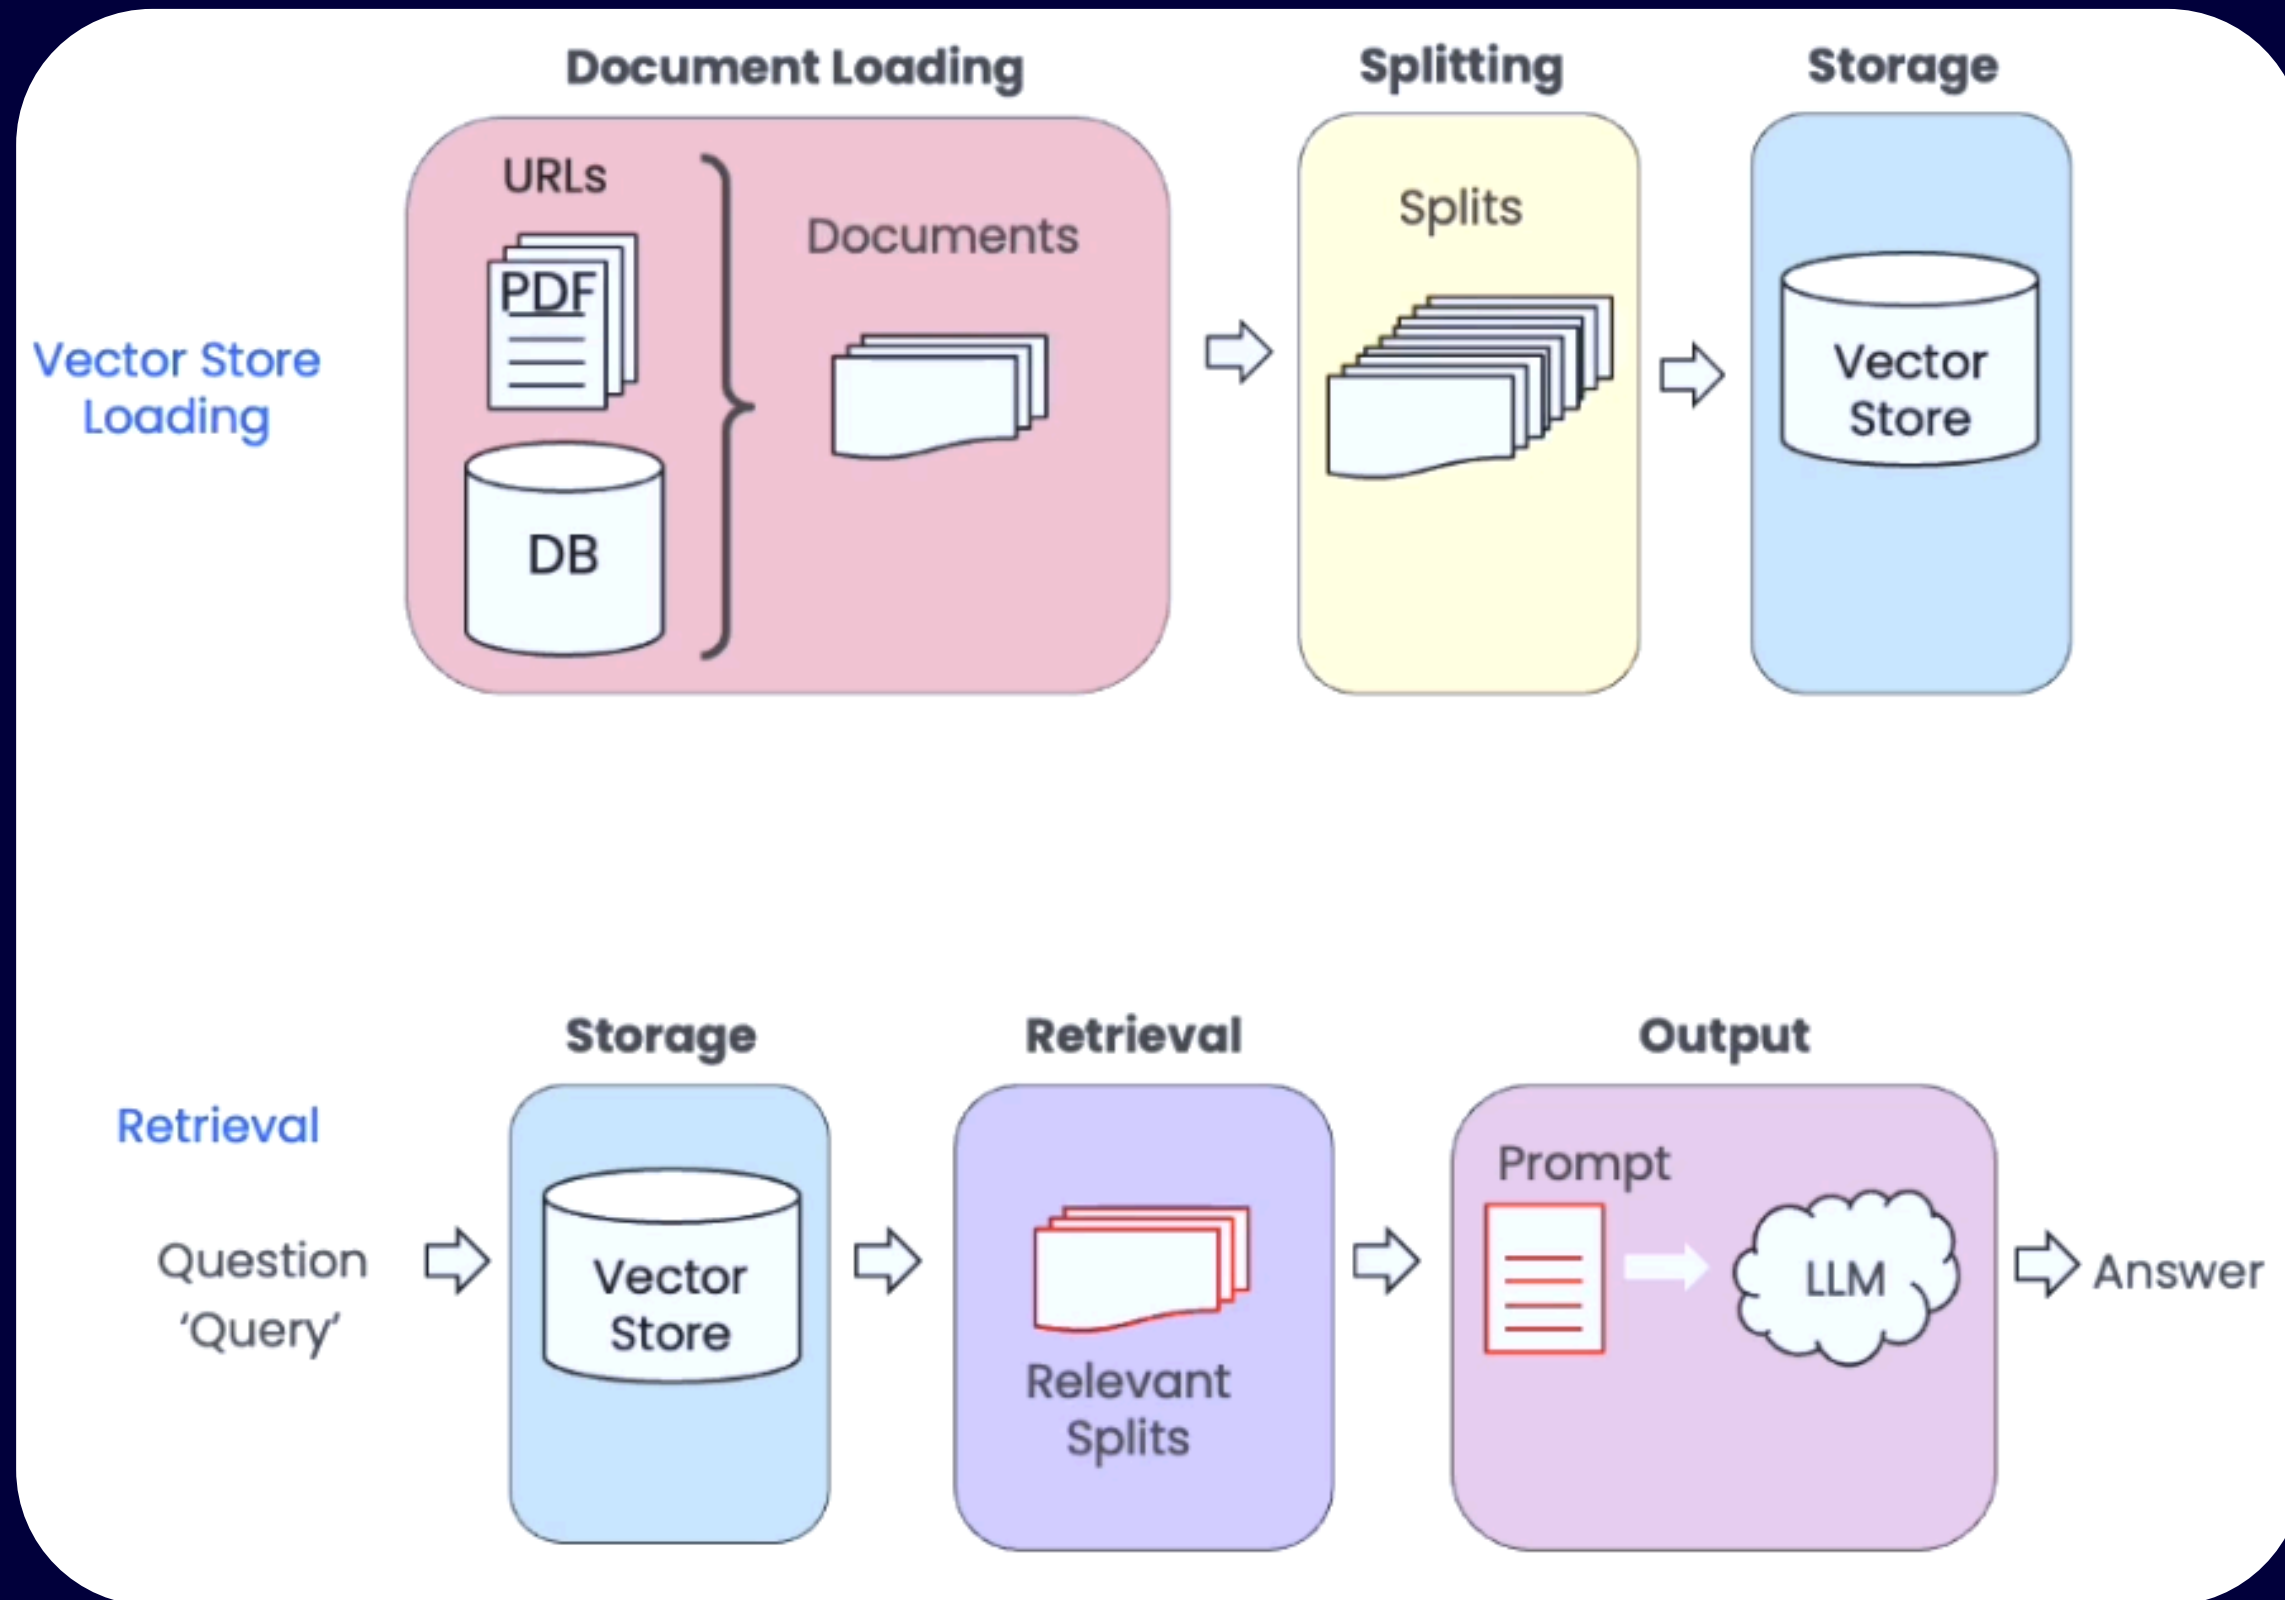 Document Loading
Splitting
Storage
URLs
PDF
DB
Documents
Splits
Vector
Store
Vector Store
Loading
Storage
Retrieval
Output
Retrieval
Question
‘Query’
Vector
Store
Relevant
Splits
Prompt
LLM
Answer